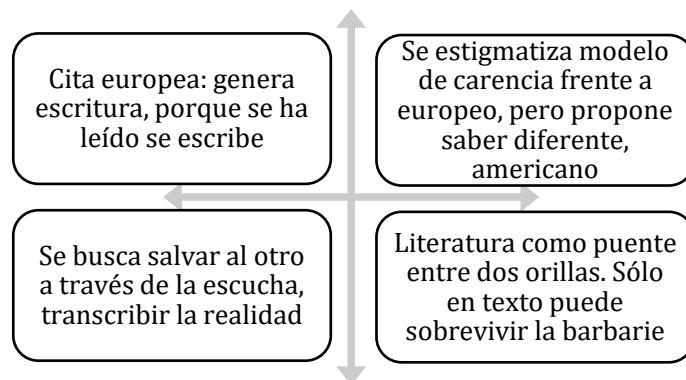 Cita europea: genera
escritura, porque se ha
leído se escribe
Se estigmatiza modelo
de carencia frente a
europeo, pero propone
saber diferente,
americano
Se busca salvar al otro
a través de la escucha,
transcribir la realidad
Literatura como puente
entre dos orillas. Sólo
en texto puede
sobrevivir la barbarie